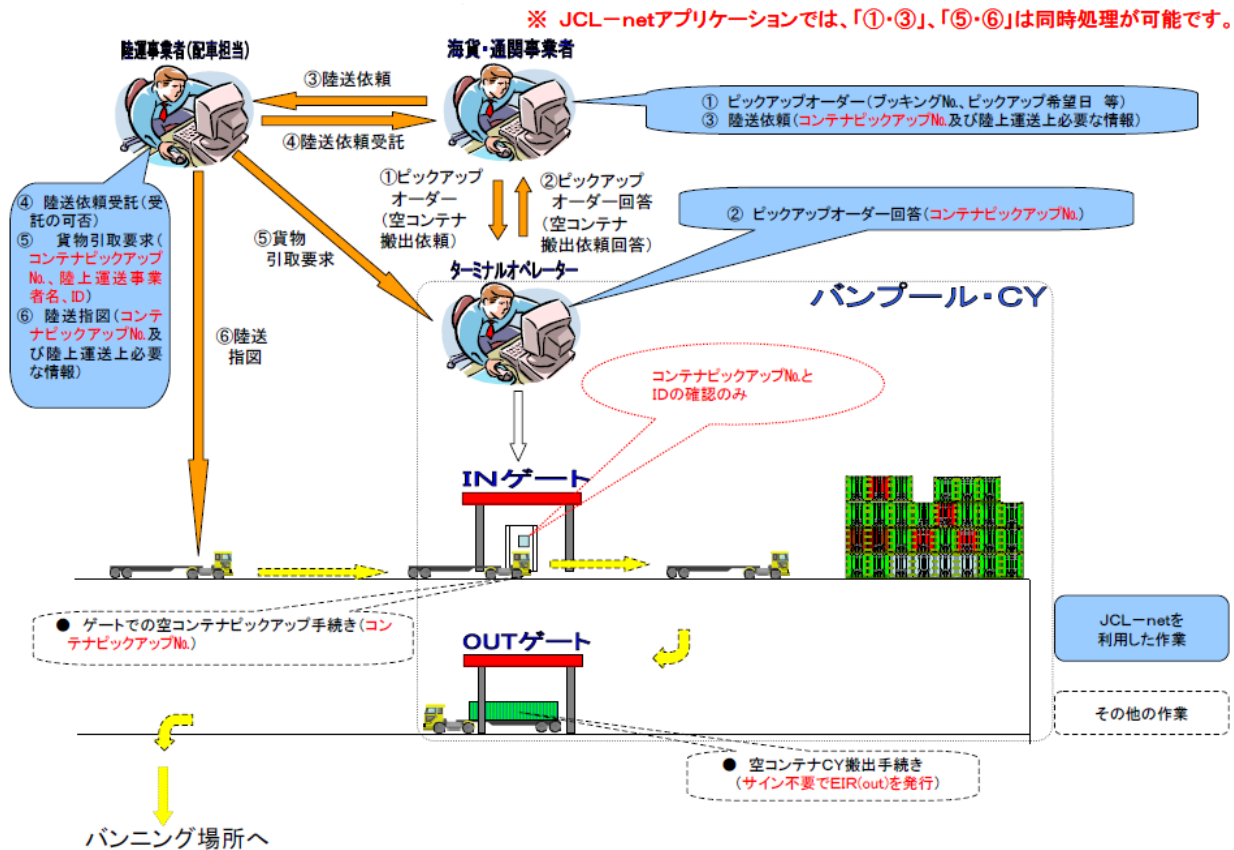 ※ JCL－netアプリケーションでは、「①・③」、「⑤・⑥」は同時処理が可能です。
陸運事業者(配車担当)
海貨・通関事業者
③陸送依頼
④陸送依頼受託
① ピックアップオーダー(ブッキングNo、ピックアップ希望日 等)
③ 陸送依頼(コンテナピックアップNo.及び陸上運送上必要な情報)
①ピックアップ
オーダー
(空コンテナ
搬出依頼)
②ピックアップ
オーダー回答
(空コンテナ
搬出依頼回答)
④ 陸送依頼受託(受
託の可否)
⑤ 貨物引取要求(
コンテナピックアップ
No.、陸上運送事業
者名、ID)
⑥ 陸送指図(コンテ
ナピックアップNo.及
び陸上運送上必要
な情報)
② ピックアップオーダー回答(コンテナピックアップNo.)
⑤貨物
引取要求
ターミナルオペレーター
バンプール・CY
⑥陸送
指図
コンテナピックアップNo.と
IDの確認のみ
INゲート
● ゲートでの空コンテナピックアップ手続き(コン
テナピックアップNo.)
OUTゲート
JCL－netを
利用した作業
その他の作業
● 空コンテナCY搬出手続き
(サイン不要でEIR(out)を発行)
バンニング場所へ